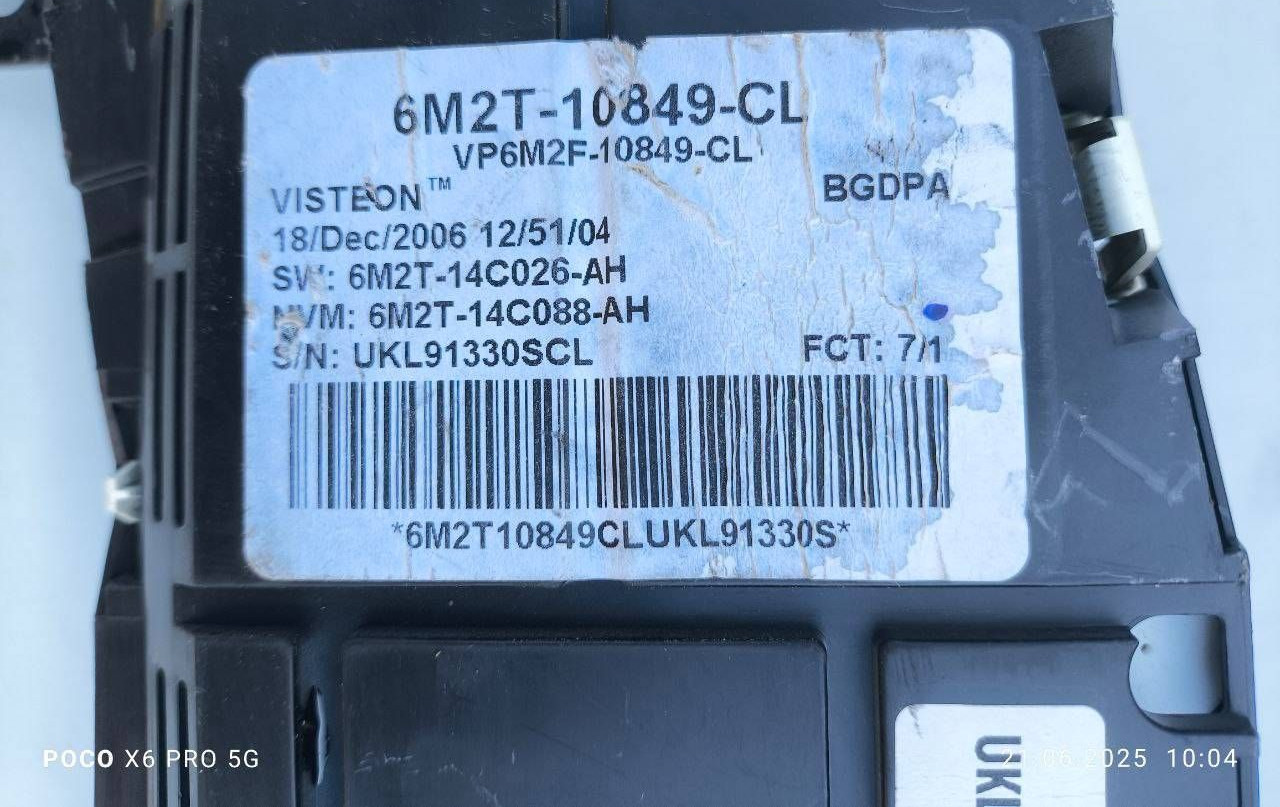 6M2T-10849-CL
VP6M2F-10849-CL
VISTEON™ BGDPA
18/Dec/2006 12/51/04
SW: 6M2T-14C026-AH
NVM: 6M2T-14C088-AH
S/N: UKL91330SCL FCT: 7/1
*6M2T10849CLUKL91330S*
UK
POCO X6 PRO 5G
21.06.2025 10:04